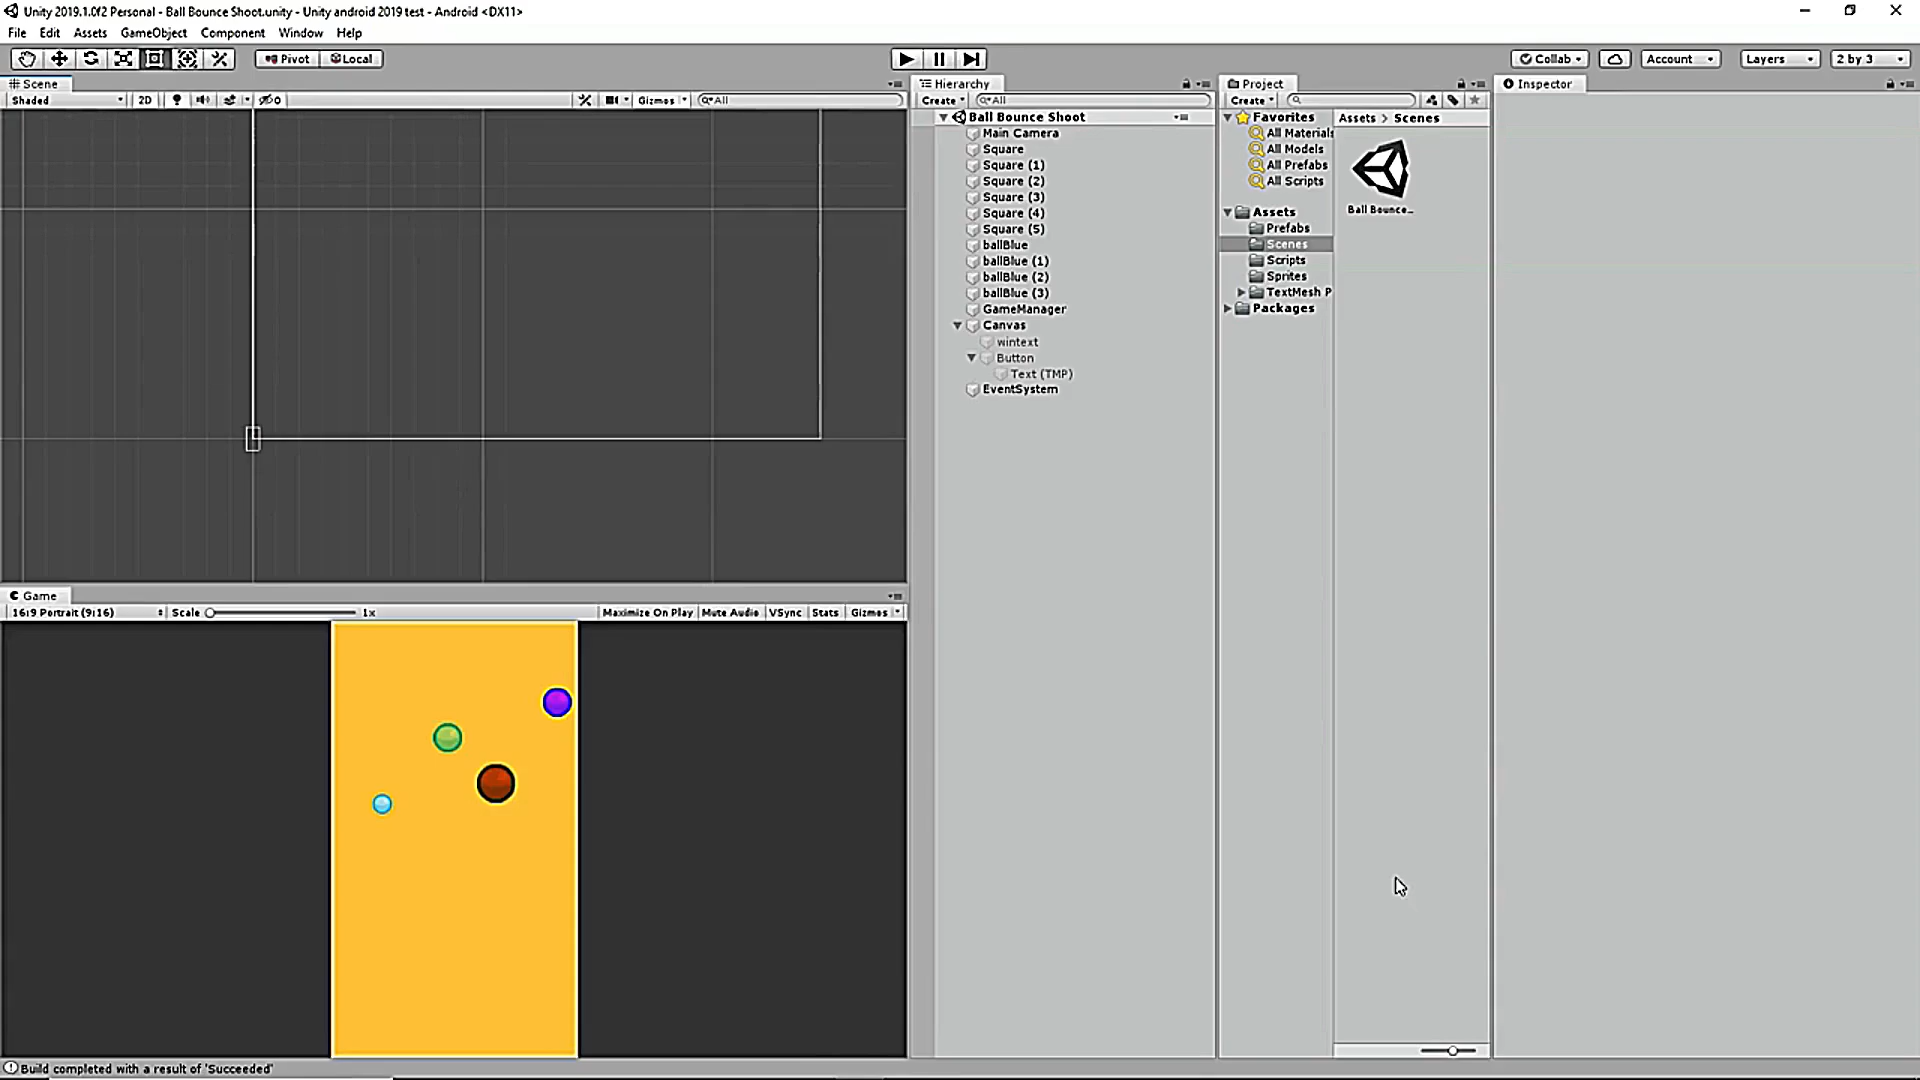 Unity 2019.1.0f2 Personal - Ball Bounce Shoot.unity - Unity android 2019 test - Android <DX11>
File Edit Assets GameObject Component Window Help
Pivot Local Collab Account Layers 2 by 3
Scene
Shaded 2D 0 Gizmos All
Hierarchy
Create All
Ball Bounce Shoot
Main Camera
Square
Square (1)
Square (2)
Square (3)
Square (4)
Square (5)
ballBlue
ballBlue (1)
ballBlue (2)
ballBlue (3)
GameManager
Canvas
wintext
Button
Text (TMP)
EventSystem
Project
Create
Favorites
All Materials
All Models
All Prefabs
All Scripts
Assets
Prefabs
Scenes
Scripts
Sprites
TextMesh P
Packages
Assets > Scenes
Ball Bounce...
Inspector
Game
16:9 Portrait (9:16) Scale 1x Maximize On Play Mute Audio VSync Stats Gizmos
Build completed with a result of 'Succeeded'